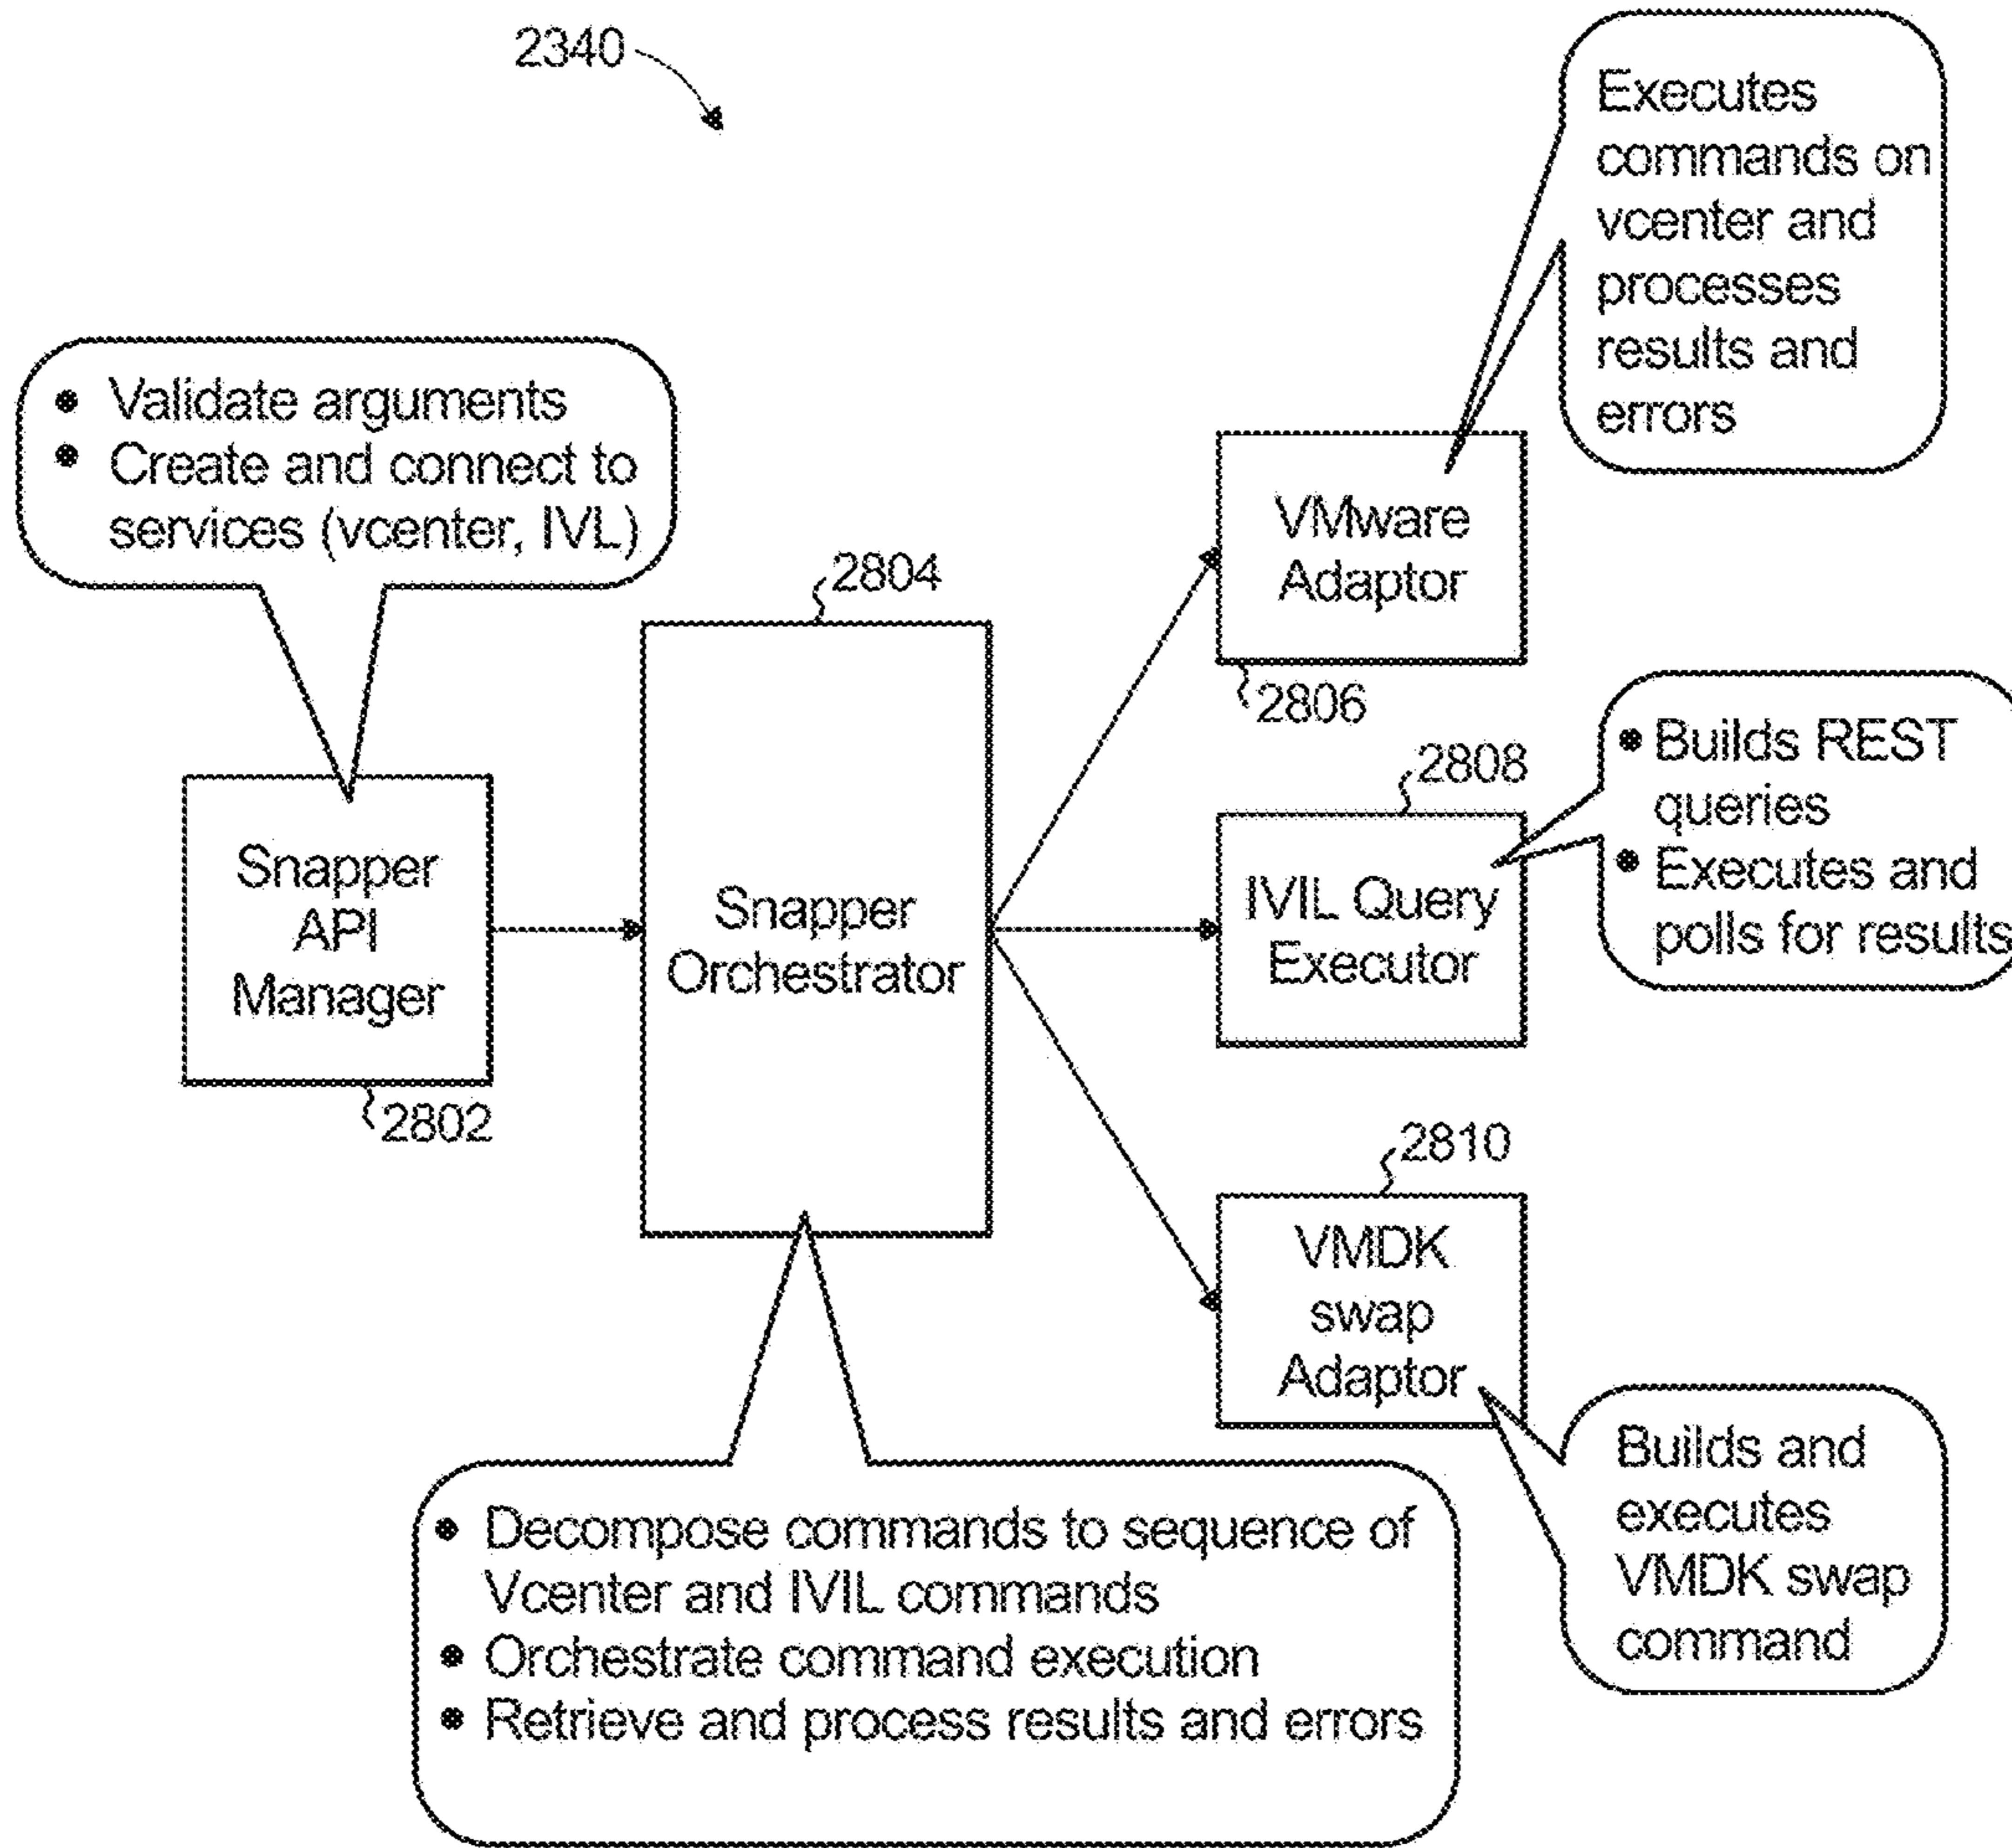 2340
Executes
commands on
vcenter and
processes
results and
errors
• Validate arguments
• Create and connect to
services (vcenter, IVL)
2804
VMware
Adaptor
2806
• Builds REST
queries
• Executes and
polls for results
2808
Snapper
API
Manager
2802
Snapper
Orchestrator
IVIL Query
Executor
2810
VMDK
swap
Adaptor
Builds and
executes
VMDK swap
command
• Decompose commands to sequence of
Vcenter and IVIL commands
• Orchestrate command execution
• Retrieve and process results and errors